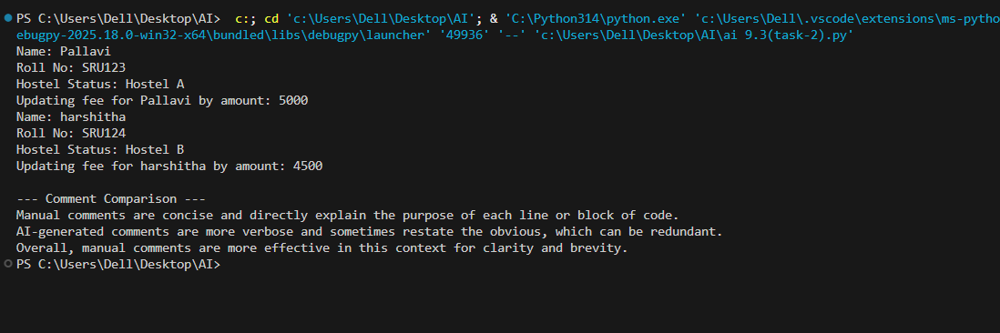 PS C:\Users\Dell\Desktop\AI>  c:; cd 'c:\Users\Dell\Desktop\AI'; & 'C:\Python314\python.exe' 'c:\Users\Dell\.vscode\extensions\ms-pytho
ebugpy-2025.18.0-win32-x64\bundled\libs\debugpy\launcher' '49936' '--' 'c:\Users\Dell\Desktop\AI\ai 9.3(task-2).py'
Name: Pallavi
Roll No: SRU123
Hostel Status: Hostel A
Updating fee for Pallavi by amount: 5000
Name: harshitha
Roll No: SRU124
Hostel Status: Hostel B
Updating fee for harshitha by amount: 4500

--- Comment Comparison ---
Manual comments are concise and directly explain the purpose of each line or block of code.
AI-generated comments are more verbose and sometimes restate the obvious, which can be redundant.
Overall, manual comments are more effective in this context for clarity and brevity.
PS C:\Users\Dell\Desktop\AI>